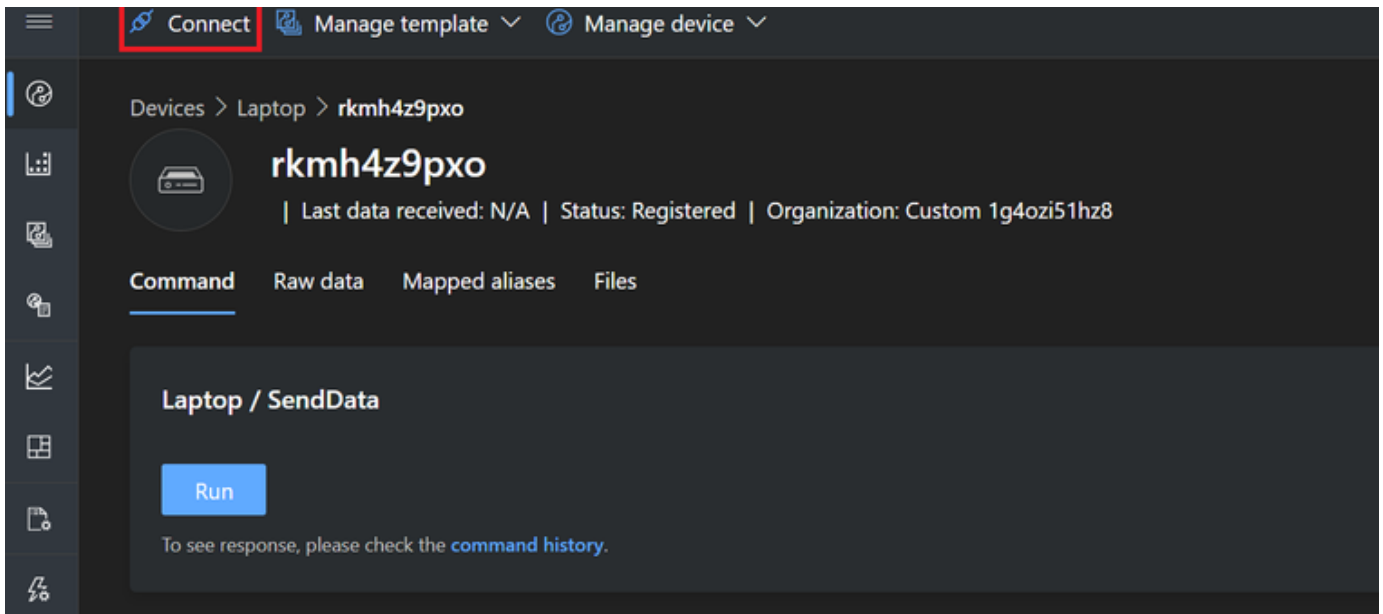 Connect Manage template Manage device
Devices > Laptop > rkmh4z9pxo
rkmh4z9pxo
| Last data received: N/A | Status: Registered | Organization: Custom 1g4ozi51hz8
Command Raw data Mapped aliases Files
Laptop / SendData
Run
To see response, please check the command history.